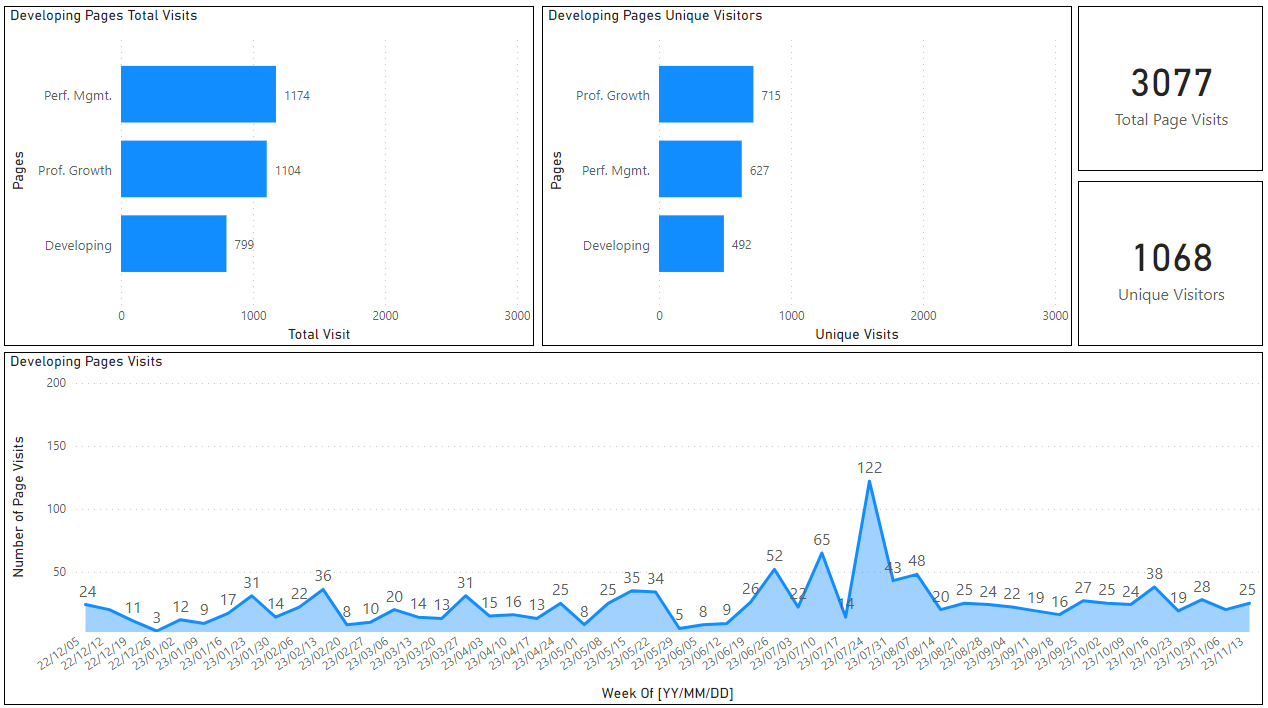 Developing Pages Total Visits
Pages
Perf. Mgmt. 1174
Prof. Growth 1104
Developing 799
0 1000 2000 3000
Total Visit
Developing Pages Unique Visitors
Pages
Prof. Growth 715
Perf. Mgmt. 627
Developing 492
0 1000 2000 3000
Unique Visits
3077
Total Page Visits
1068
Unique Visitors
Developing Pages Visits
Number of Page Visits
200
150
100
50
24 11 3 12 9 17 31 14 22 36 8 10 20 14 13 31 15 16 13 25 8 25 35 34 5 8 9 26 52 22 65 14 122 43 48 20 25 24 22 19 16 27 25 24 38 19 28 25
22/12/05 22/12/12 22/12/19 22/12/26 23/01/02 23/01/09 23/01/16 23/01/23 23/01/30 23/02/06 23/02/13 23/02/20 23/02/27 23/03/06 23/03/13 23/03/20 23/03/27 23/04/03 23/04/10 23/04/17 23/04/24 23/05/01 23/05/08 23/05/15 23/05/22 23/05/29 23/06/05 23/06/12 23/06/19 23/06/26 23/07/03 23/07/10 23/07/17 23/07/24 23/07/31 23/08/07 23/08/14 23/08/21 23/08/28 23/09/04 23/09/11 23/09/18 23/09/25 23/10/02 23/10/09 23/10/16 23/10/23 23/10/30 23/11/06 23/11/13
Week Of [YY/MM/DD]